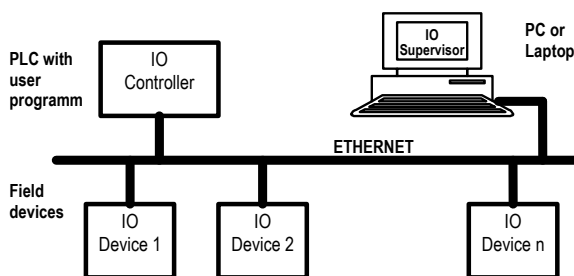 PLC with
user
programm
IO
Controller
IO
Supervisor
PC or
Laptop
ETHERNET
Field
devices
IO
Device 1
IO
Device 2
IO
Device n